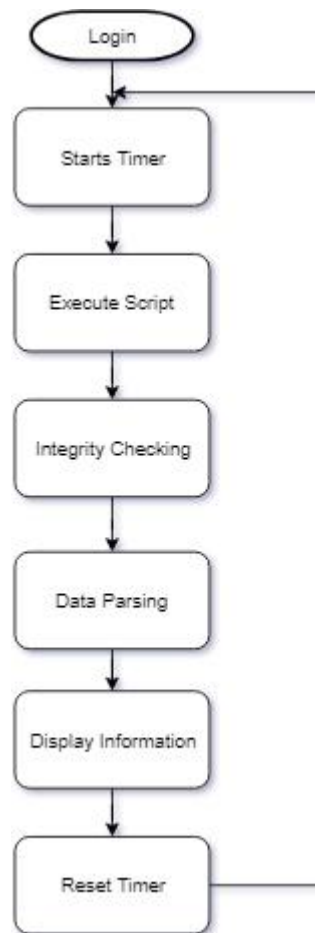 Login
Starts Timer
Execute Script
Integrity Checking
Data Parsing
Display Information
Reset Timer